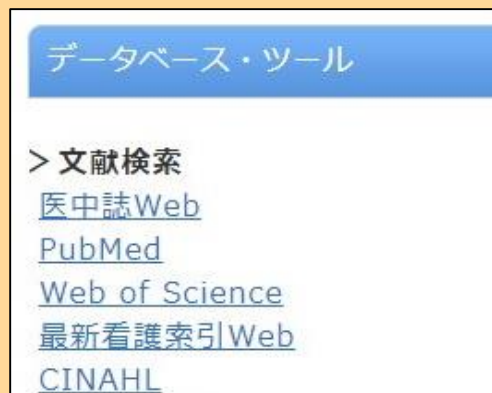 データベース・ツール
＞文献検索
医中誌Web
PubMed
Web of Science
最新看護索引Web
CINAHL